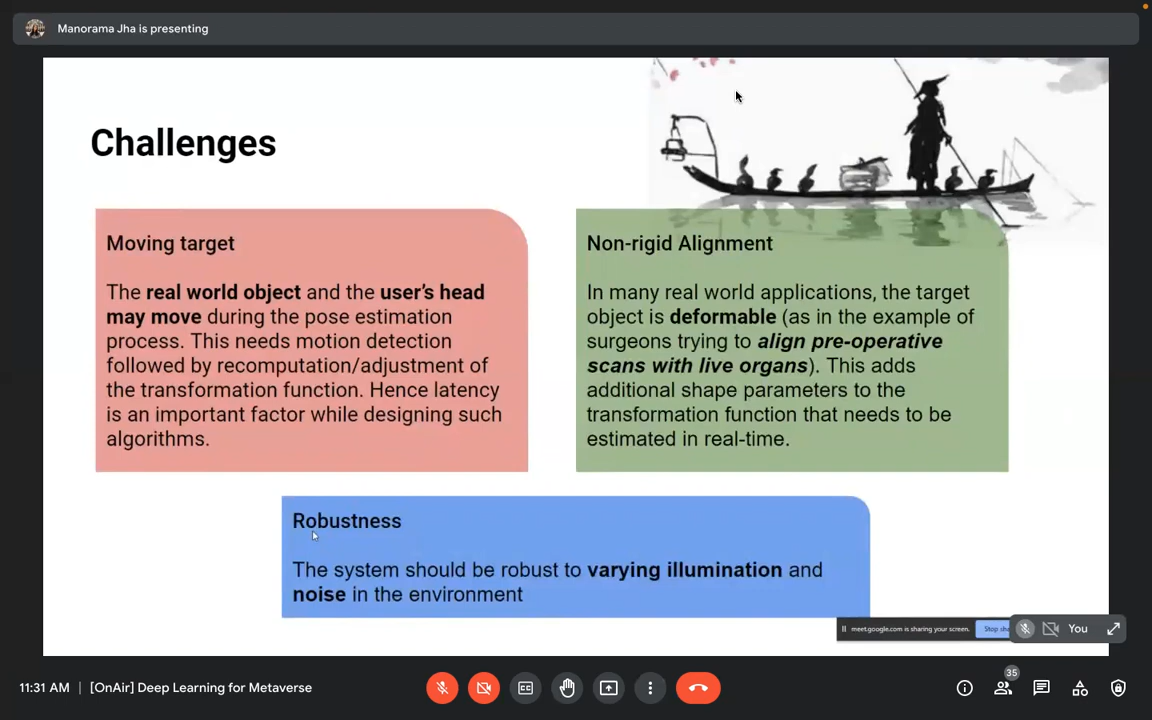 Manorama Jha is presenting
Challenges
Moving target
The real world object and the user's head
may move during the pose estimation
process. This needs motion detection
followed by recomputation/adjustment of
the transformation function. Hence latency
is an important factor while designing such
algorithms.
Non-rigid Alignment
In many real world applications, the target
object is deformable (as in the example of
surgeons trying to align pre-operative
scans with live organs). This adds
additional shape parameters to the
transformation function that needs to be
estimated in real-time.
Robustness
The system should be robust to varying illumination and
noise in the environment
meet.google.com is sharing your screen.
Stop sh
You
11:31 AM | [OnAir] Deep Learning for Metaverse
CC
35